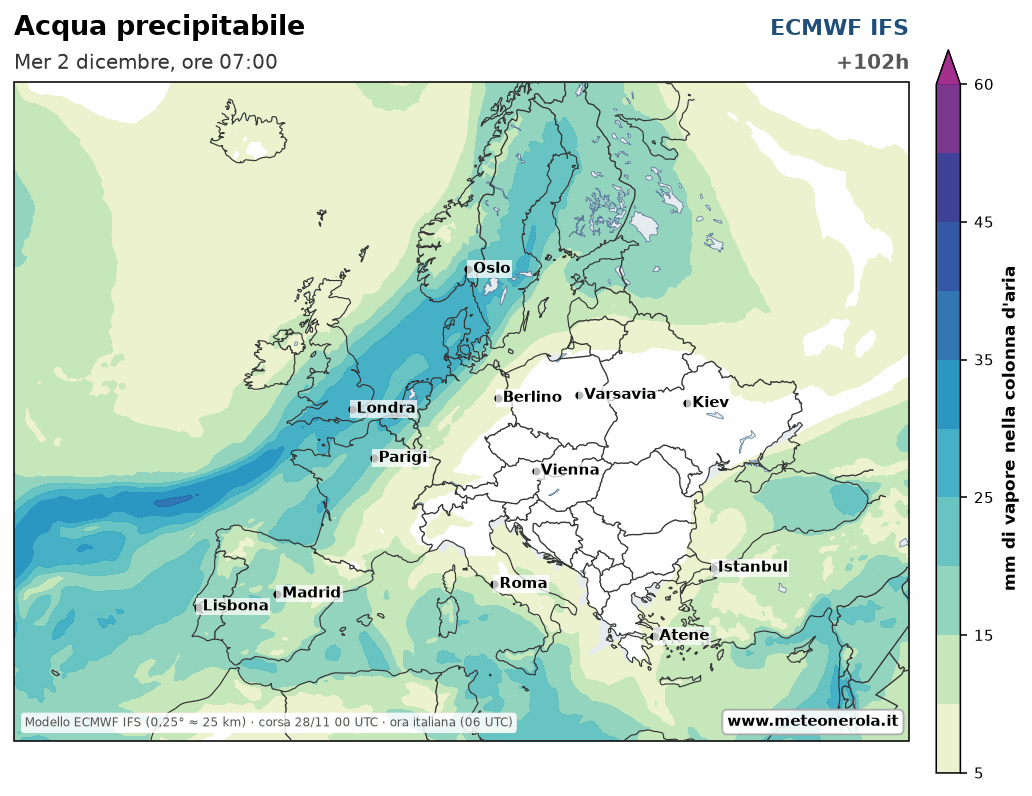 Acqua precipitabile
ECMWF IFS
Mer 2 dicembre, ore 07:00
+102h
60
45
35
25
15
5
mm di vapore nella colonna d'aria
Oslo
Londra
Berlino
Varsavia
Kiev
Parigi
Vienna
Istanbul
Roma
Madrid
Lisbona
Atene
Modello ECMWF IFS (0,25° ≈ 25 km) · corsa 28/11 00 UTC · ora italiana (06 UTC)
www.meteonerola.it